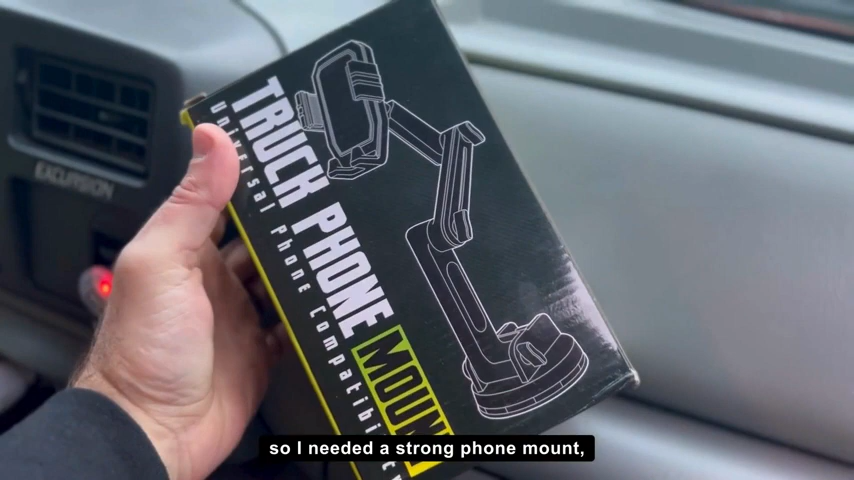 EXCURSION
TRUCK PHONE MOUNT
Universal Phone Compatibility
so I needed a strong phone mount,